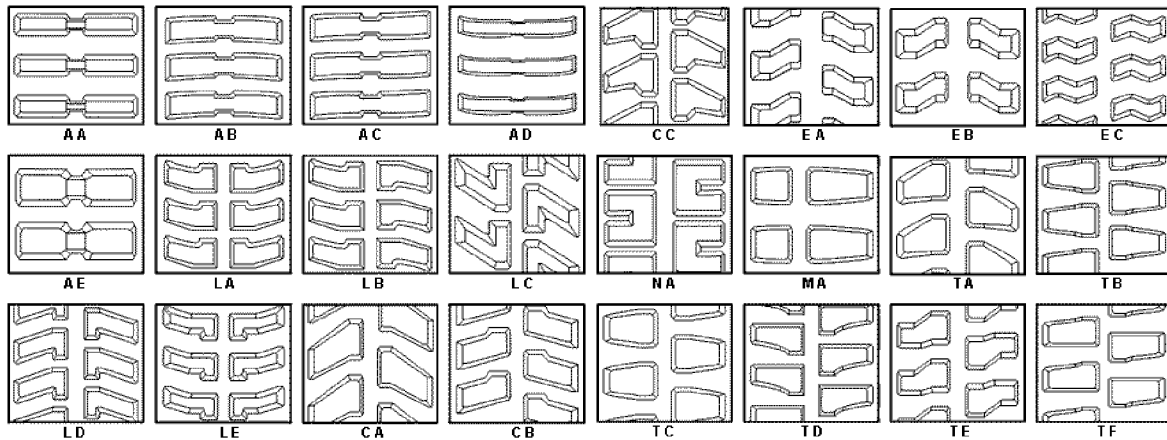 AA AB AC AD CC EA EB EC
AE LA LB LC NA MA TA TB
LD LE CA CB TC TD TE TF